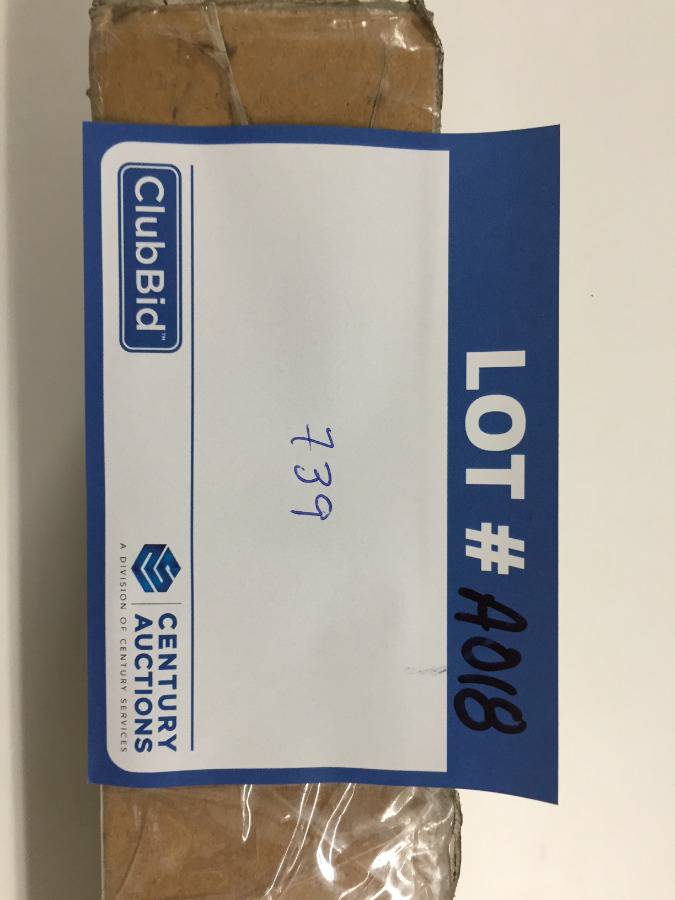 LOT # A018
739
ClubBid™
CENTURY
AUCTIONS
A DIVISION OF CENTURY SERVICES